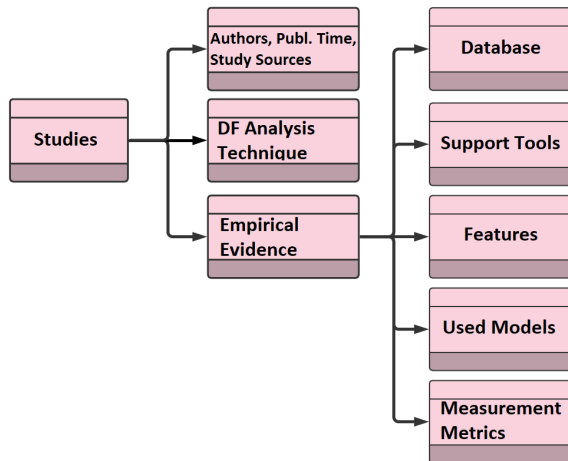 Studies
Authors, Publ. Time,
Study Sources
DF Analysis
Technique
Empirical
Evidence
Database
Support Tools
Features
Used Models
Measurement
Metrics